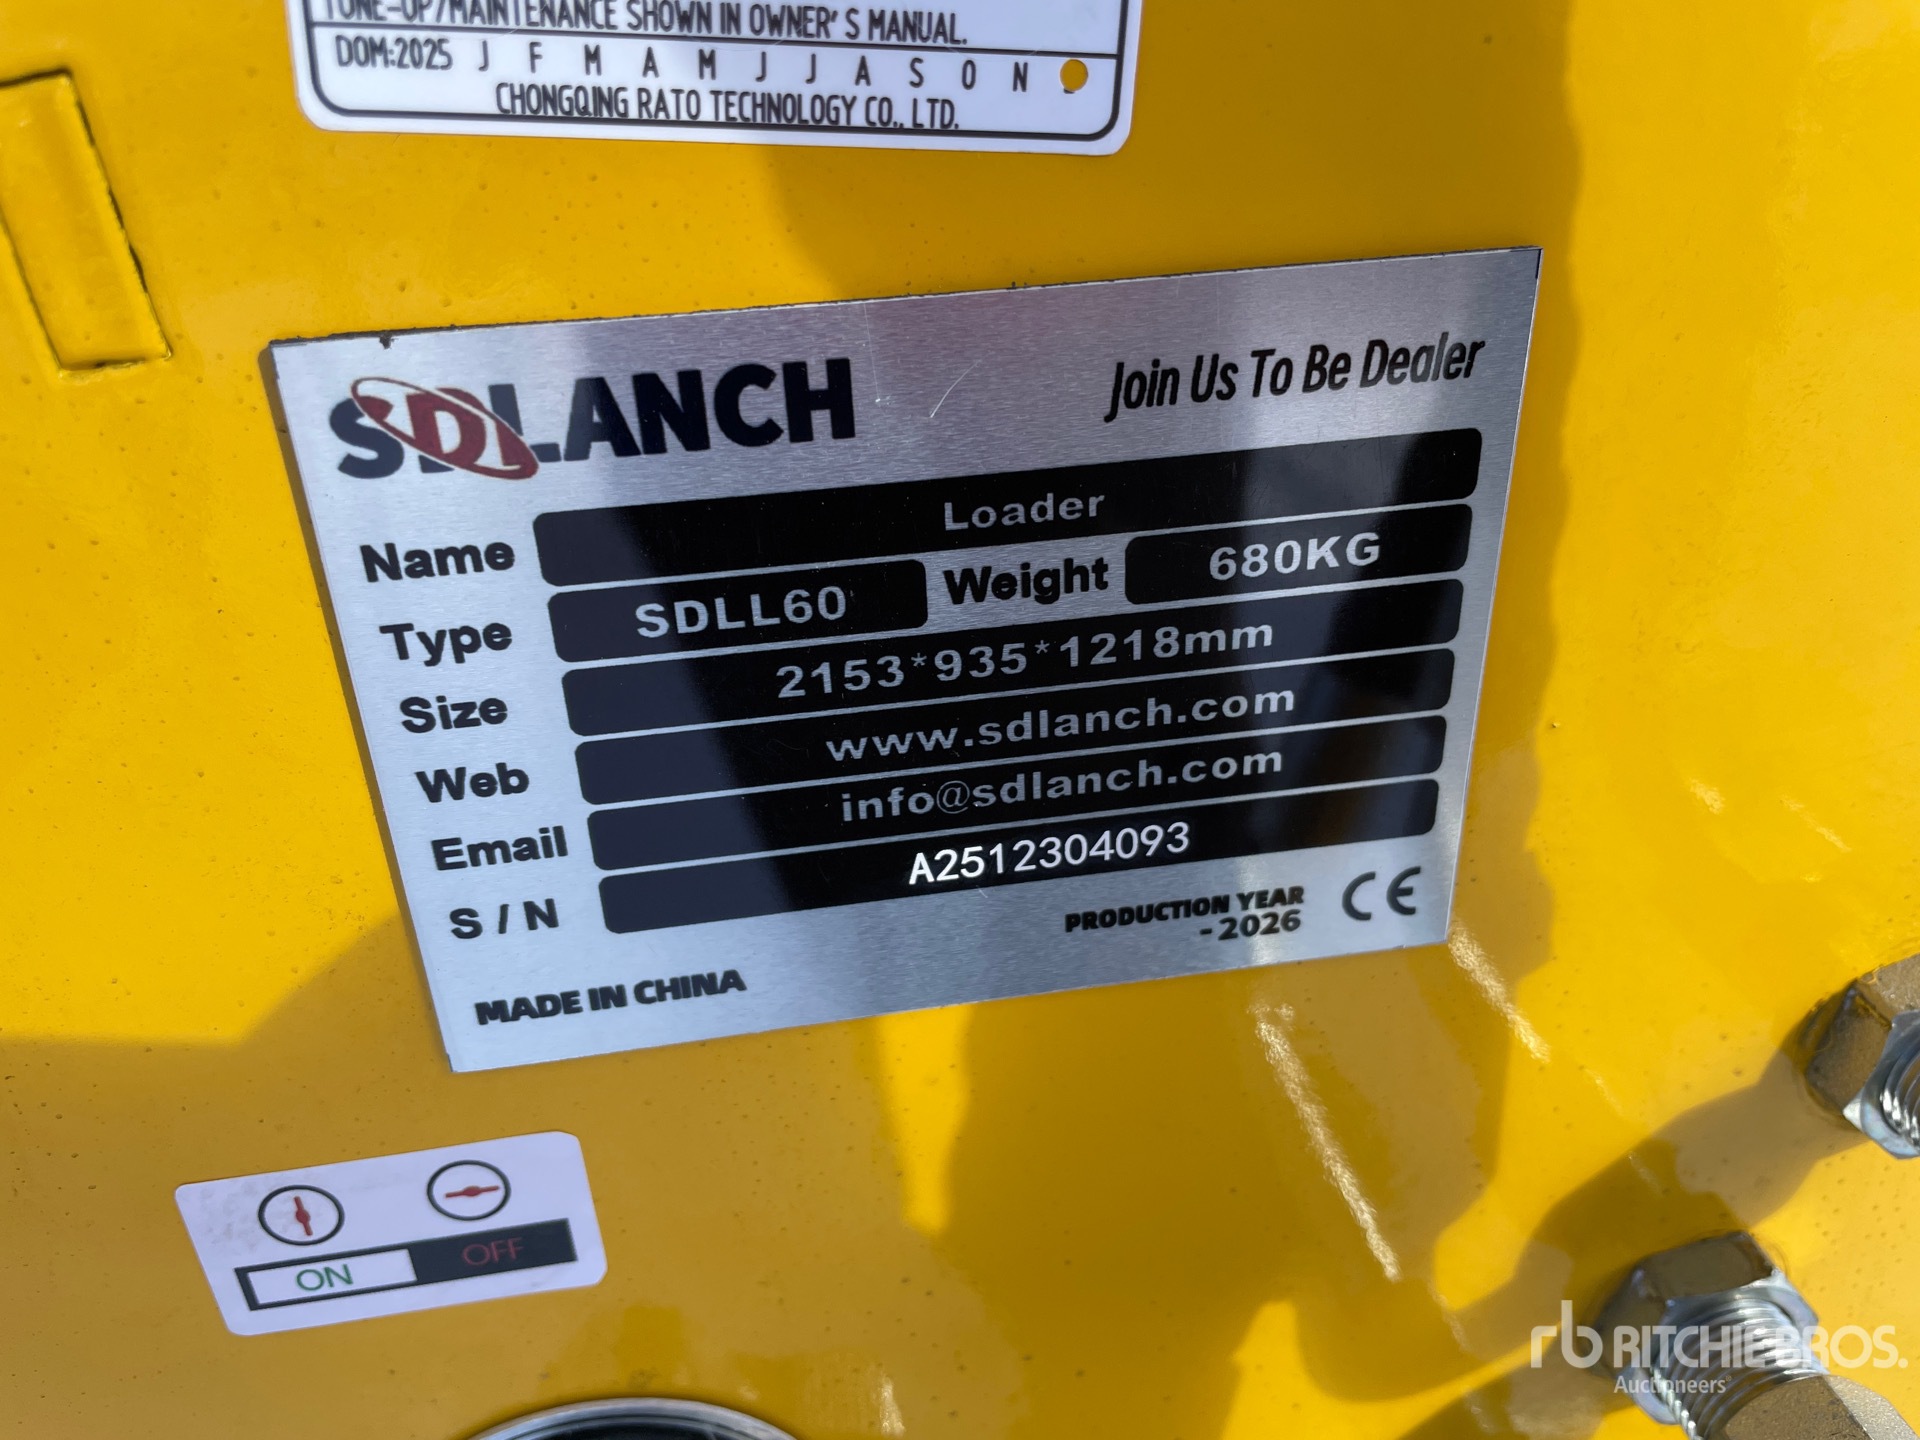 TUNE-UP/MAINTENANCE SHOWN IN OWNER'S MANUAL.
DOM:2025 J F M A M J J A S O N
CHONGQING RATO TECHNOLOGY CO., LTD.
SDLANCH
Join Us To Be Dealer
Name Loader
Type SDLL60 Weight 680KG
Size 2153*935*1218mm
Web www.sdlanch.com
Email info@sdlanch.com
S/N A2512304093
PRODUCTION YEAR
-2026
CE
MADE IN CHINA
ON OFF
rb RITCHIE BROS.
Auctioneers